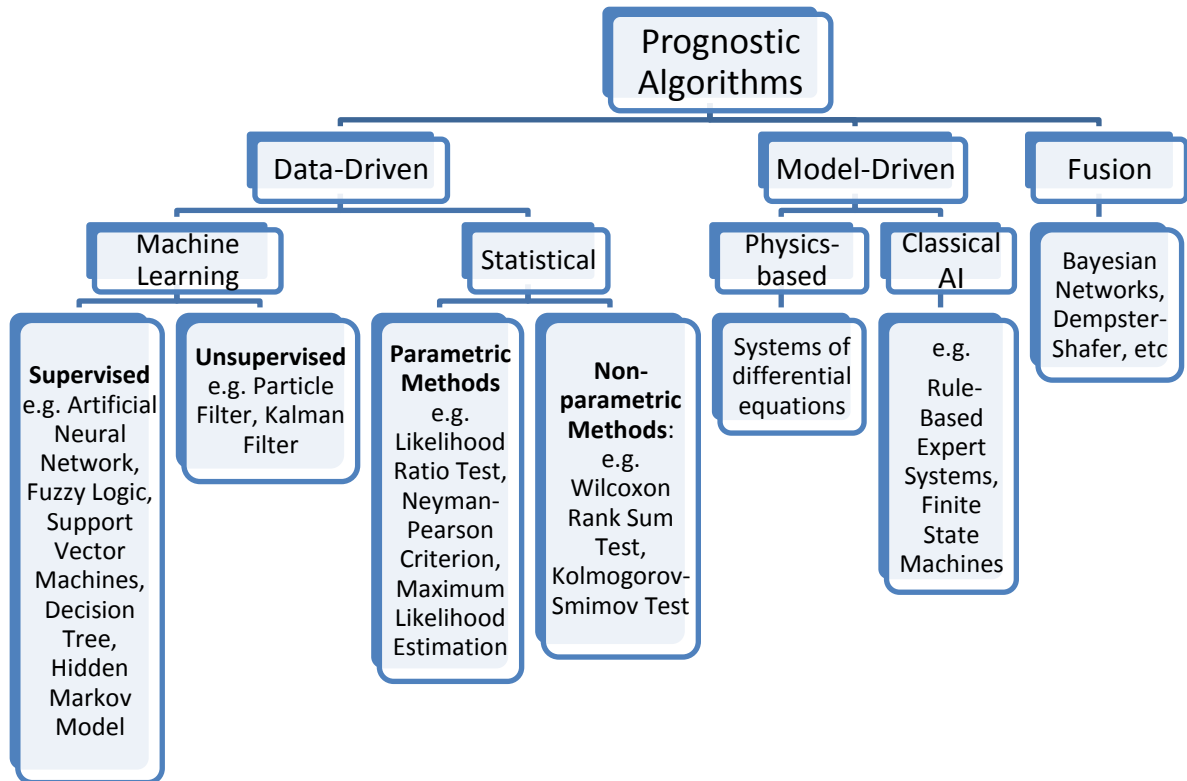 Prognostic
Algorithms
Data-Driven
Model-Driven
Fusion
Machine
Learning
Statistical
Physics-
based
Classical
AI
Bayesian
Networks,
Dempster-
Shafer, etc
Supervised
e.g. Artificial
Neural
Network,
Fuzzy Logic,
Support
Vector
Machines,
Decision
Tree,
Hidden
Markov
Model
Unsupervised
e.g. Particle
Filter, Kalman
Filter
Parametric
Methods
e.g.
Likelihood
Ratio Test,
Neyman-
Pearson
Criterion,
Maximum
Likelihood
Estimation
Non-
parametric
Methods:
e.g.
Wilcoxon
Rank Sum
Test,
Kolmogorov-
Smimov Test
Systems of
differential
equations
e.g.
Rule-
Based
Expert
Systems,
Finite
State
Machines